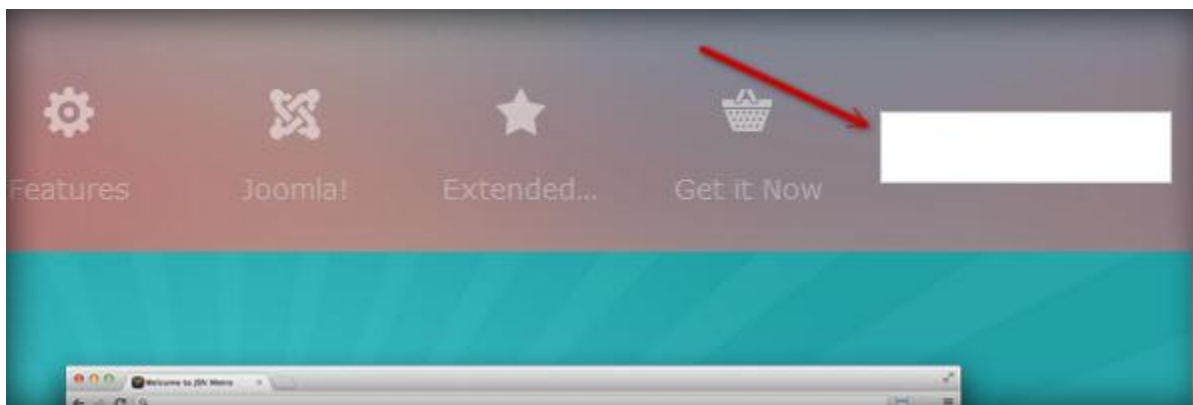 Features
Joomla!
Extended...
Get it Now
Welcome to JSN Metro